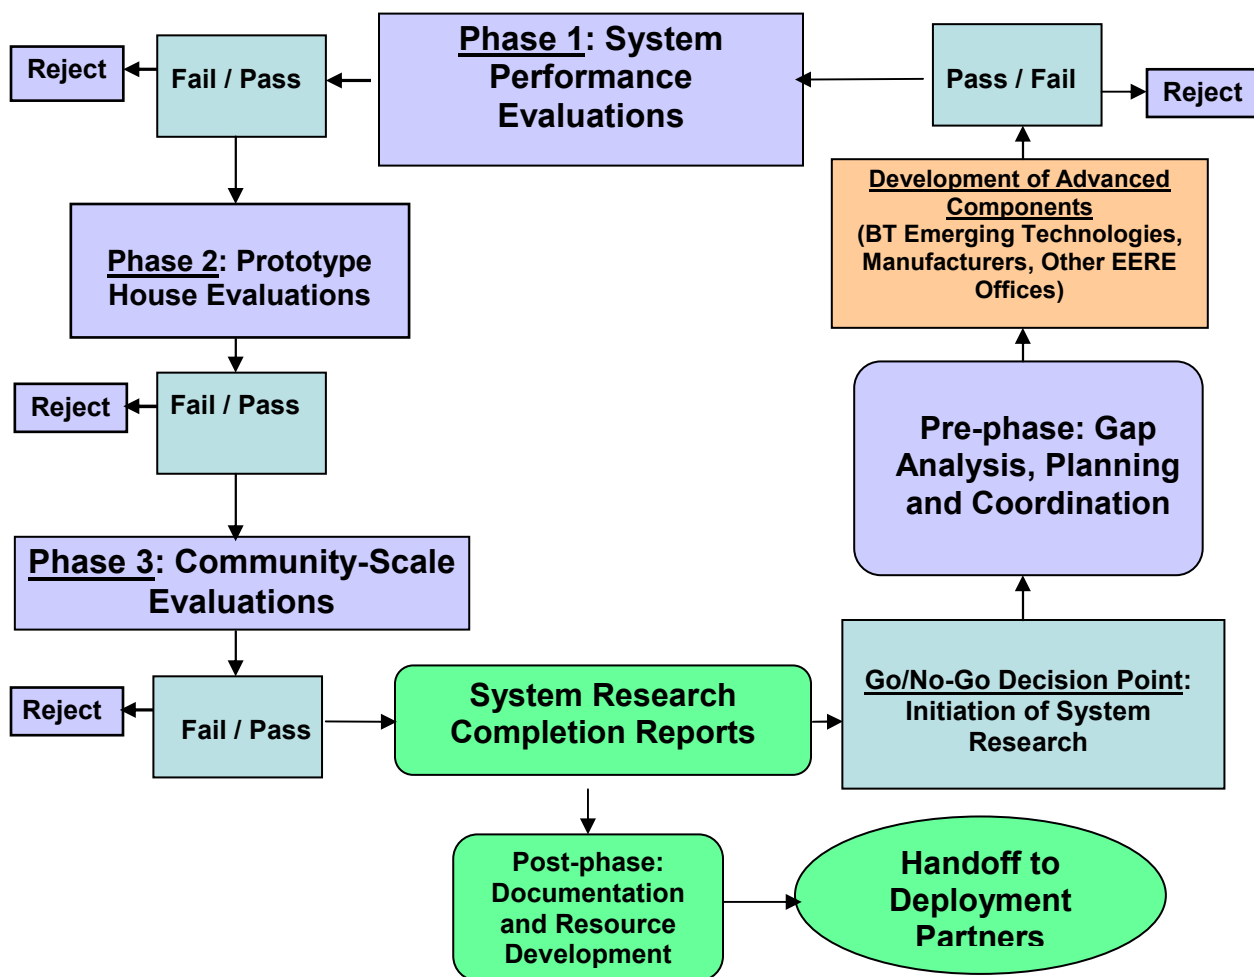 Reject
Fail / Pass
Phase 1: System
Performance
Evaluations
Pass / Fail
Reject
Development of Advanced
Components
(BT Emerging Technologies,
Manufacturers, Other EERE
Offices)
Phase 2: Prototype
House Evaluations
Reject
Fail / Pass
Pre-phase: Gap
Analysis, Planning
and Coordination
Phase 3: Community-Scale
Evaluations
Reject
Fail / Pass
System Research
Completion Reports
Go/No-Go Decision Point:
Initiation of System
Research
Post-phase:
Documentation
and Resource
Development
Handoff to
Deployment
Partners